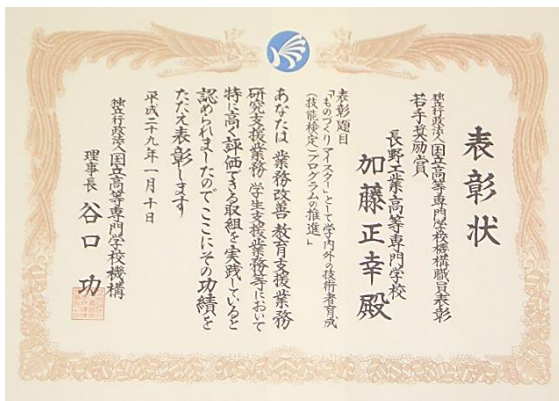 表彰状
独立行政法人国立高等専門学校機構職員表彰
若手奨励賞
長野工業高等専門学校
加藤正幸殿
表彰題目
「ものづくりマイスターとして学内外の技術者育成
(技能検定)プログラムの推進」
あなたは 業務改善 教育支援業務
研究支援業務 学生支援業務等において
特に高く評価できる取組を実践していると
認められましたのでここにその功績を
たたえ表彰します
平成二十九年一月十日
独立行政法人国立高等専門学校機構
理事長 谷口 功